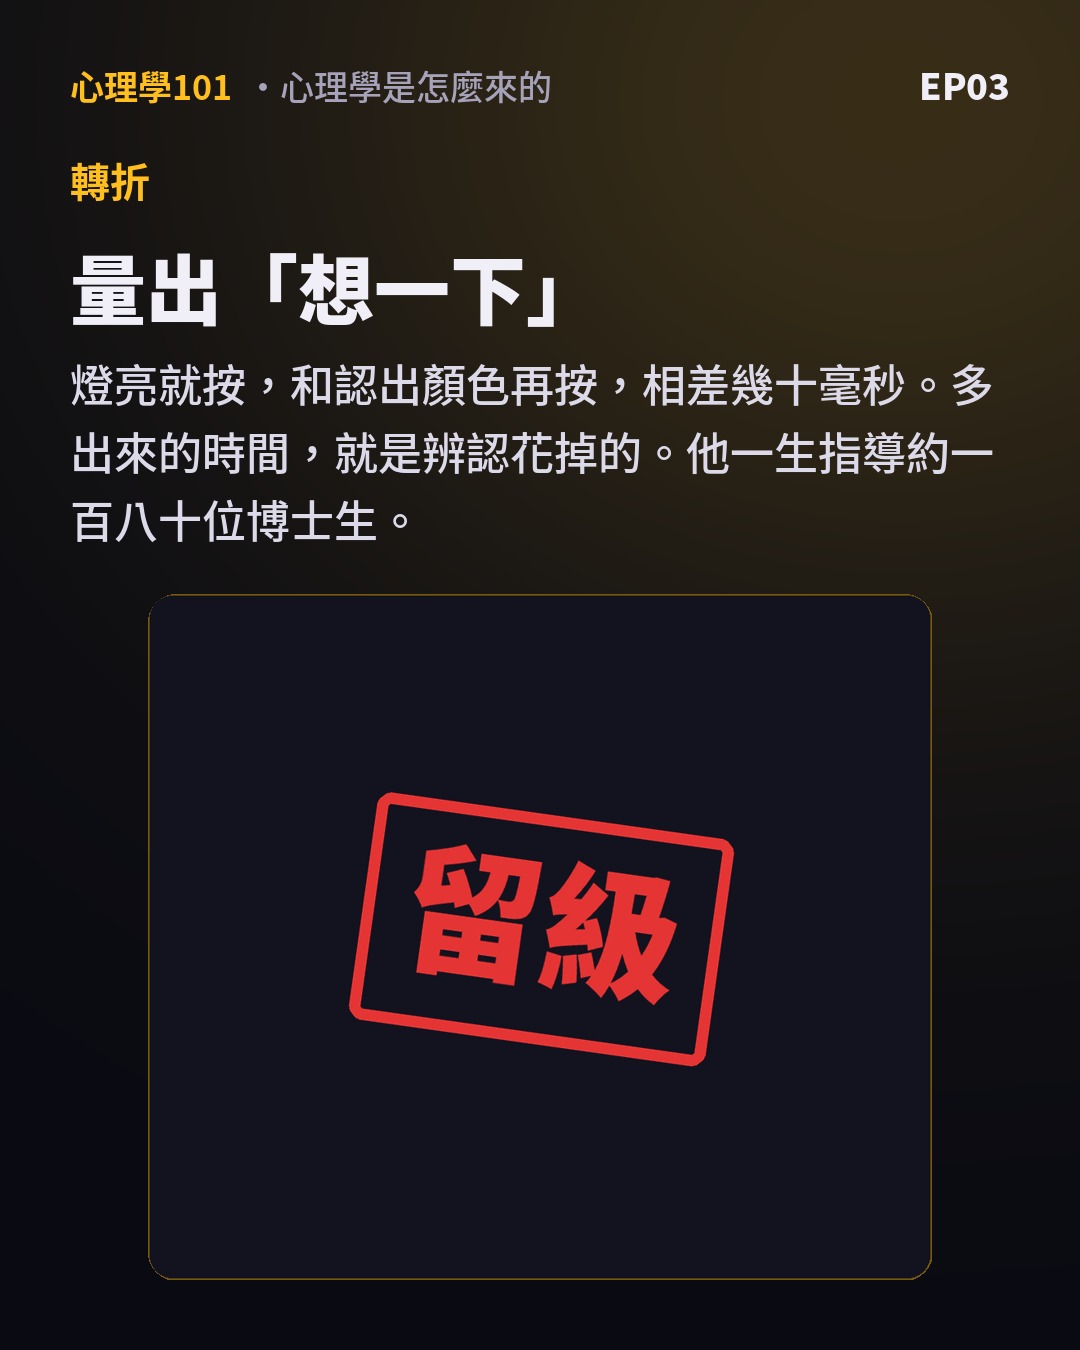 心理學101 ・心理學是怎麼來的
EP03
轉折
量出「想一下」
燈亮就按，和認出顏色再按，相差幾十毫秒。多
出來的時間，就是辨認花掉的。他一生指導約一
百八十位博士生。
留級